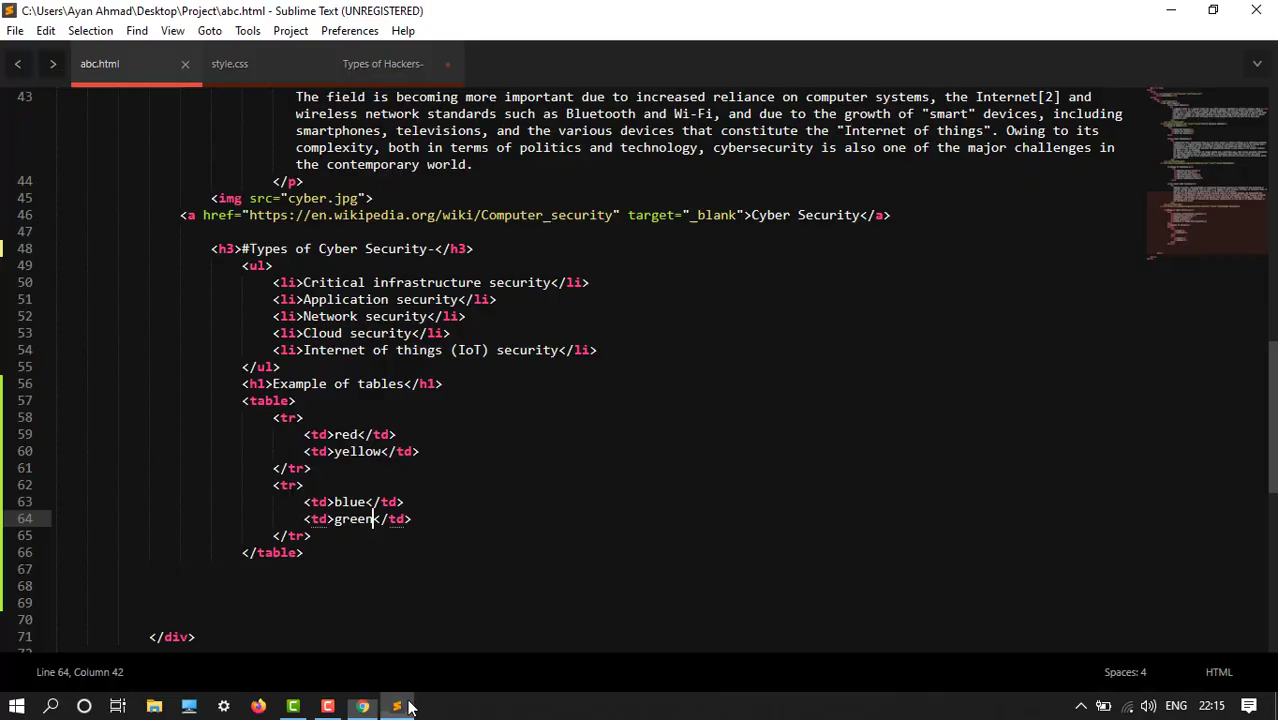 C:\Users\Ayan Ahmad\Desktop\Project\abc.html - Sublime Text (UNREGISTERED)
File Edit Selection Find View Goto Tools Project Preferences Help
abc.html style.css Types of Hackers-
43 The field is becoming more important due to increased reliance on computer systems, the Internet[2] and
wireless network standards such as Bluetooth and Wi-Fi, and due to the growth of "smart" devices, including
smartphones, televisions, and the various devices that constitute the "Internet of things". Owing to its
complexity, both in terms of politics and technology, cybersecurity is also one of the major challenges in
the contemporary world.
44 </p>
45 <img src="cyber.jpg">
46 <a href="https://en.wikipedia.org/wiki/Computer_security" target="_blank">Cyber Security</a>
47
48 <h3>#Types of Cyber Security-</h3>
49 <ul>
50 <li>Critical infrastructure security</li>
51 <li>Application security</li>
52 <li>Network security</li>
53 <li>Cloud security</li>
54 <li>Internet of things (IoT) security</li>
55 </ul>
56 <h1>Example of tables</h1>
57 <table>
58 <tr>
59 <td>red</td>
60 <td>yellow</td>
61 </tr>
62 <tr>
63 <td>blue</td>
64 <td>green</td>
65 </tr>
66 </table>
67
68
69
70
71 </div>
Line 64, Column 42 Spaces: 4 HTML
ENG 22:15